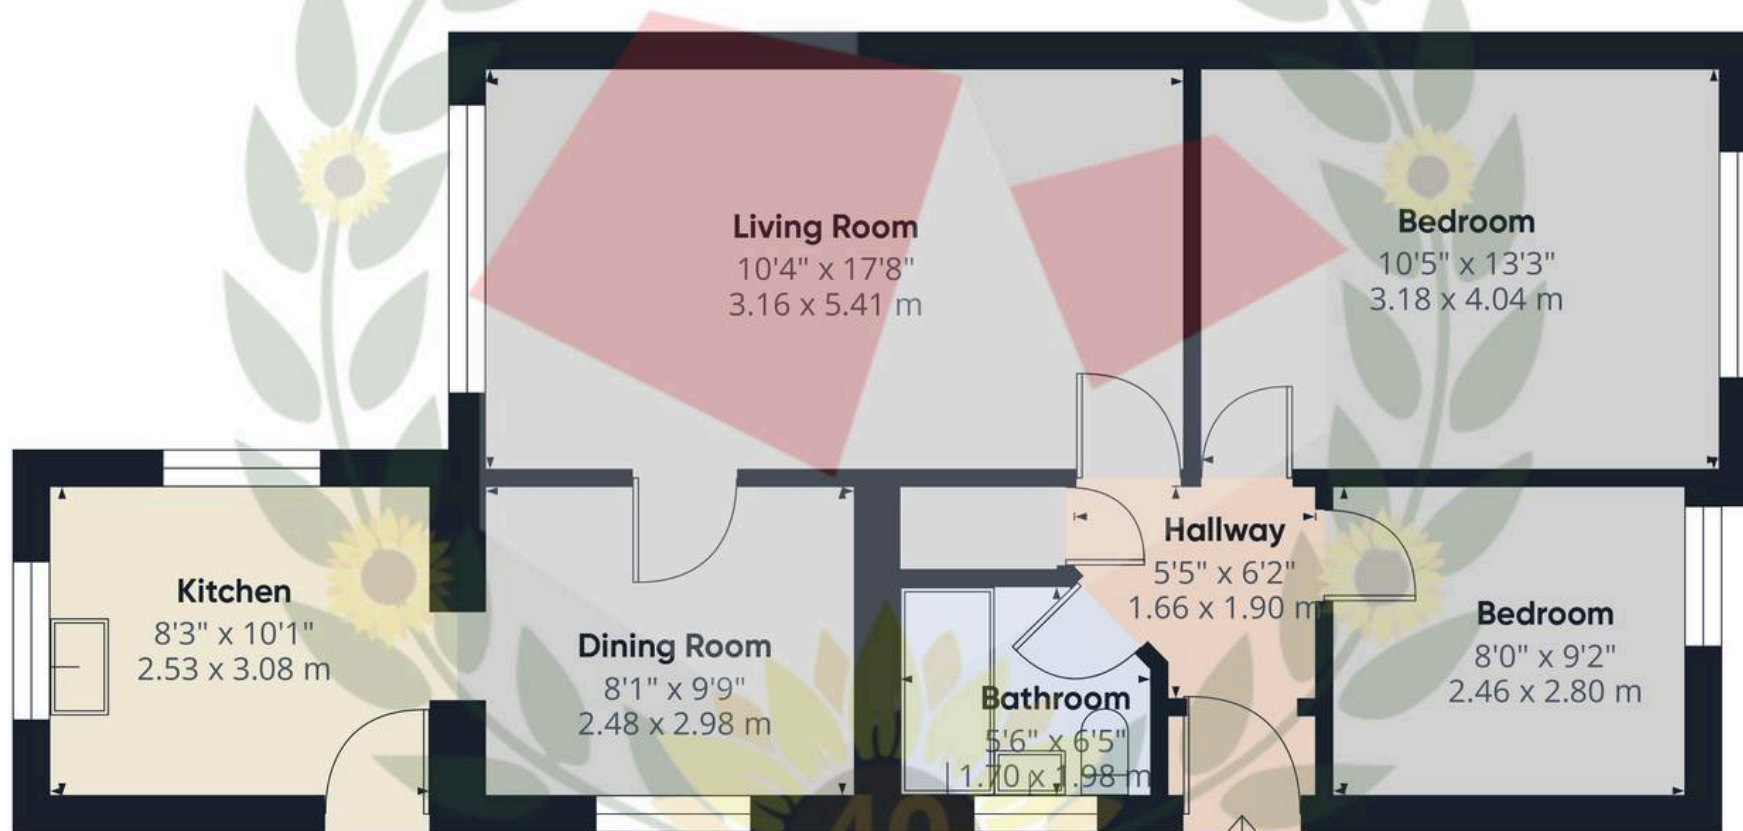 Living Room
10'4" x 17'8"
3.16 x 5.41 m
Bedroom
10'5" x 13'3"
3.18 x 4.04 m
Kitchen
8'3" x 10'1"
2.53 x 3.08 m
Dining Room
8'1" x 9'9"
2.48 x 2.98 m
Hallway
5'5" x 6'2"
1.66 x 1.90 m
Bathroom
5'6" x 6'5"
1.70 x 1.98 m
Bedroom
8'0" x 9'2"
2.46 x 2.80 m
40